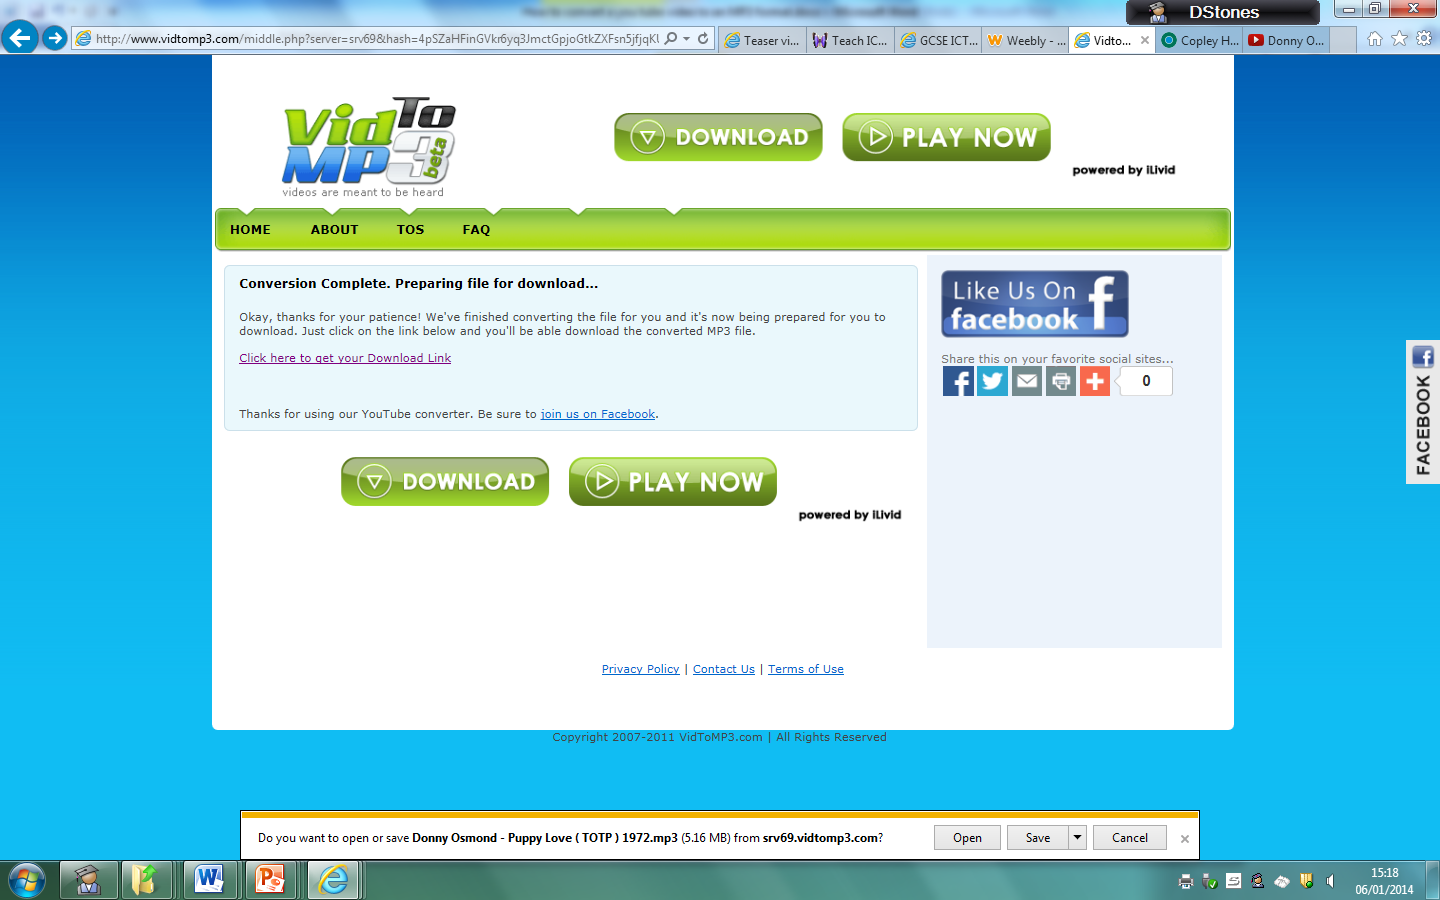 DStones
http://www.vidtomp3.com/middle.php?server=srv69&hash=4pSZaHFinGVkr6yq3JmctGpjoGtkZXFsn5jfjqKl
Teaser vi...
Teach IC...
GCSE ICT...
Weebly - ...
Vidto...
Copley H...
Donny O...
VidTo
MP3 beta
videos are meant to be heard
DOWNLOAD
PLAY NOW
powered by iLivid
HOME
ABOUT
TOS
FAQ
Conversion Complete. Preparing file for download...
Okay, thanks for your patience! We've finished converting the file for you and it's now being prepared for you to
download. Just click on the link below and you'll be able download the converted MP3 file.
Click here to get your Download Link
Thanks for using our YouTube converter. Be sure to join us on Facebook.
DOWNLOAD
PLAY NOW
powered by iLivid
Like Us On
facebook
Share this on your favorite social sites...
0
FACEBOOK
Privacy Policy | Contact Us | Terms of Use
Copyright 2007-2011 VidToMP3.com | All Rights Reserved
Do you want to open or save Donny Osmond - Puppy Love ( TOTP ) 1972.mp3 (5.16 MB) from srv69.vidtomp3.com?
Open
Save
Cancel
15:18
06/01/2014